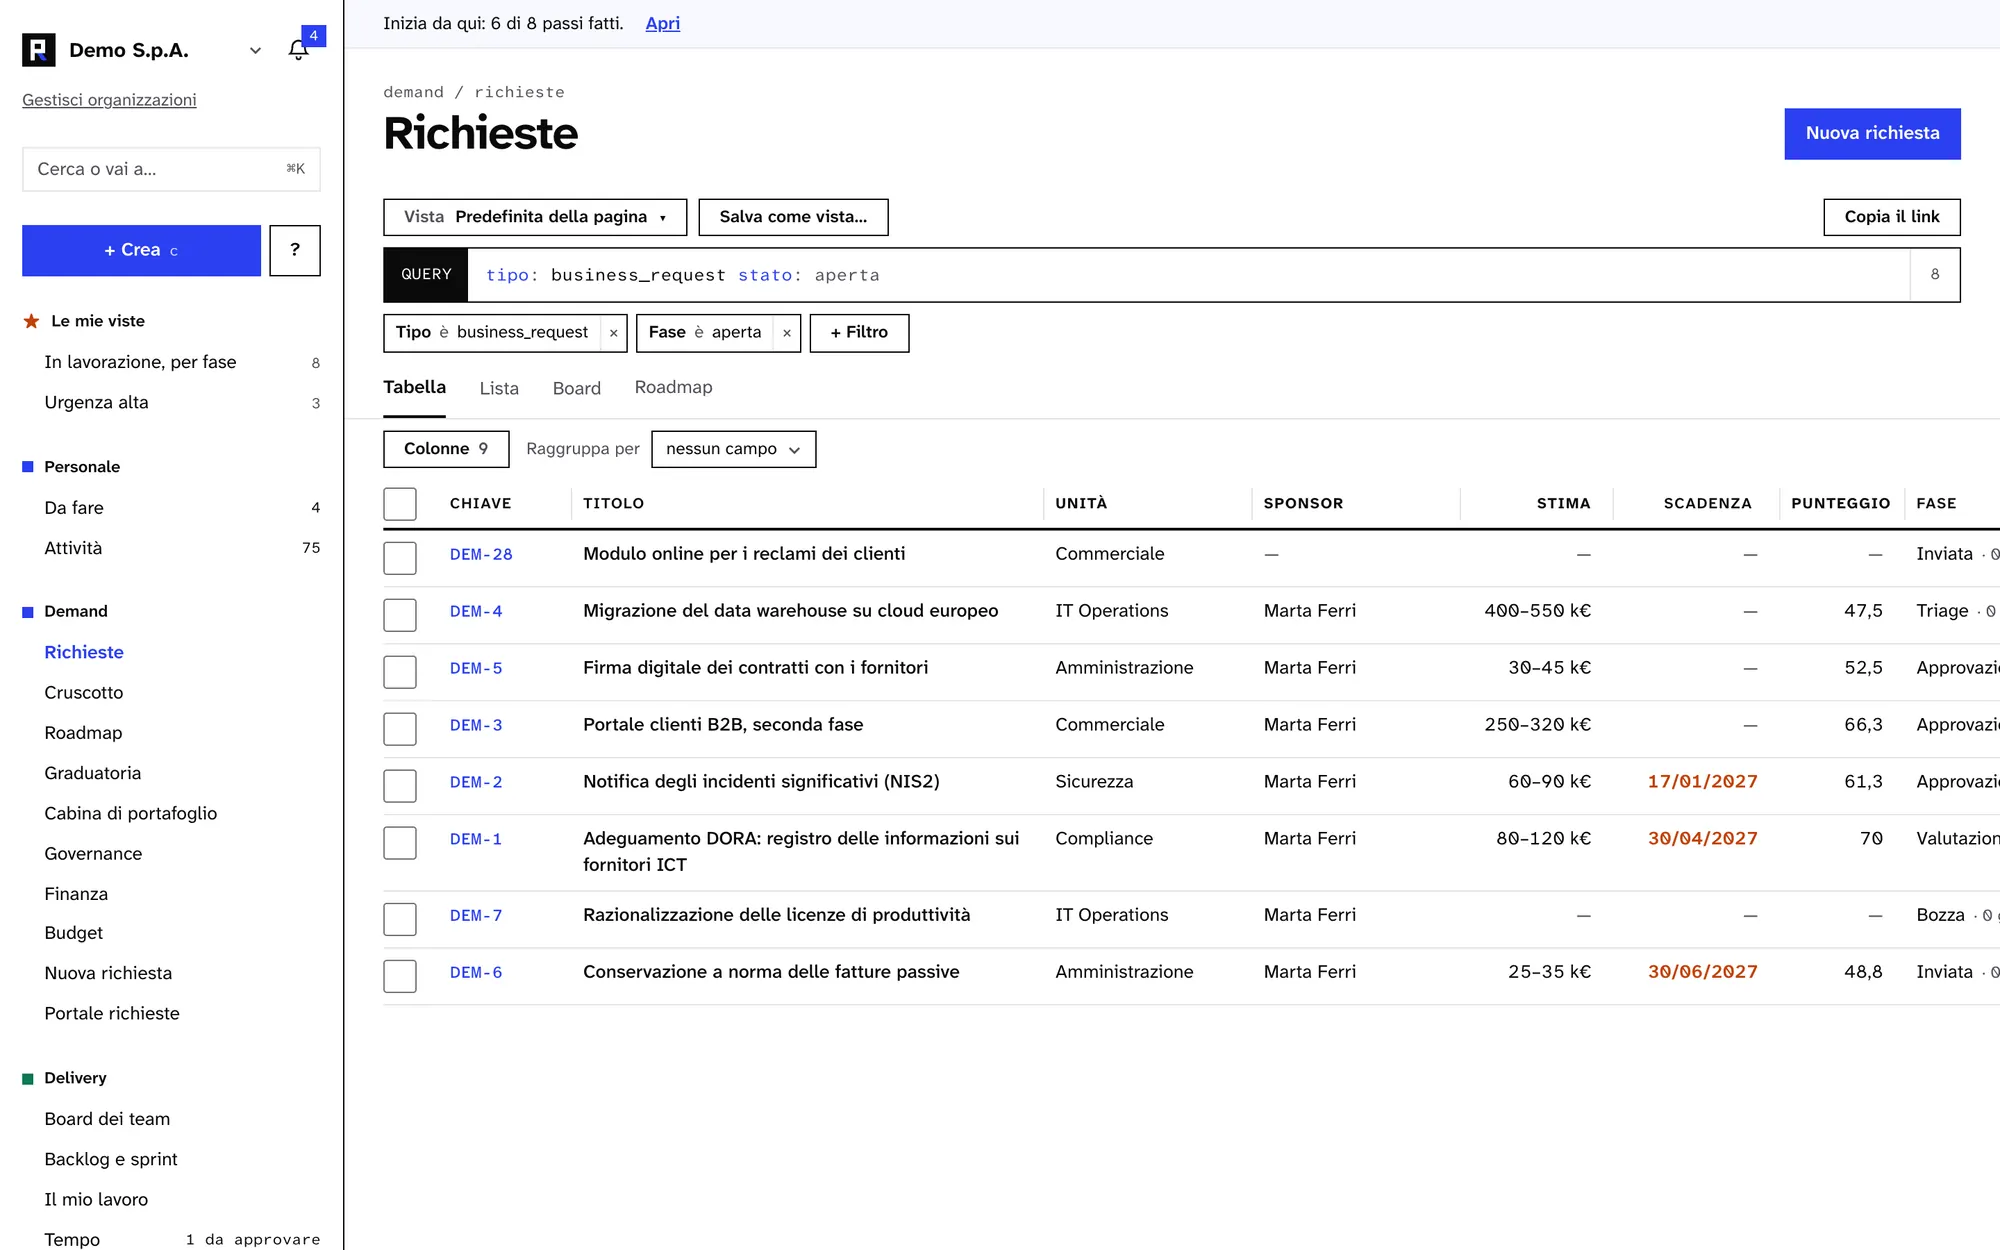 Demo S.p.A.
4
Gestisci organizzazioni
Cerca o vai a... ⌘K
+ Crea c
?
Le mie viste
In lavorazione, per fase 8
Urgenza alta 3
Personale
Da fare 4
Attività 75
Demand
Richieste
Cruscotto
Roadmap
Graduatoria
Cabina di portafoglio
Governance
Finanza
Budget
Nuova richiesta
Portale richieste
Delivery
Board dei team
Backlog e sprint
Il mio lavoro
Tempo 1 da approvare
Inizia da qui: 6 di 8 passi fatti. Apri
demand / richieste
Richieste
Nuova richiesta
Vista Predefinita della pagina ▾ Salva come vista... Copia il link
QUERY tipo: business_request stato: aperta 8
Tipo è business_request × Fase è aperta × + Filtro
Tabella Lista Board Roadmap
Colonne 9 Raggruppa per nessun campo
CHIAVE TITOLO UNITÀ SPONSOR STIMA SCADENZA PUNTEGGIO FASE
DEM-28 Modulo online per i reclami dei clienti Commerciale — — — — Inviata · 0
DEM-4 Migrazione del data warehouse su cloud europeo IT Operations Marta Ferri 400–550 k€ — 47,5 Triage · 0
DEM-5 Firma digitale dei contratti con i fornitori Amministrazione Marta Ferri 30–45 k€ — 52,5 Approvazi
DEM-3 Portale clienti B2B, seconda fase Commerciale Marta Ferri 250–320 k€ — 66,3 Approvazi
DEM-2 Notifica degli incidenti significativi (NIS2) Sicurezza Marta Ferri 60–90 k€ 17/01/2027 61,3 Approvazi
DEM-1 Adeguamento DORA: registro delle informazioni sui Compliance Marta Ferri 80–120 k€ 30/04/2027 70 Valutazion
fornitori ICT
DEM-7 Razionalizzazione delle licenze di produttività IT Operations Marta Ferri — — — Bozza · 0 g
DEM-6 Conservazione a norma delle fatture passive Amministrazione Marta Ferri 25–35 k€ 30/06/2027 48,8 Inviata · 0